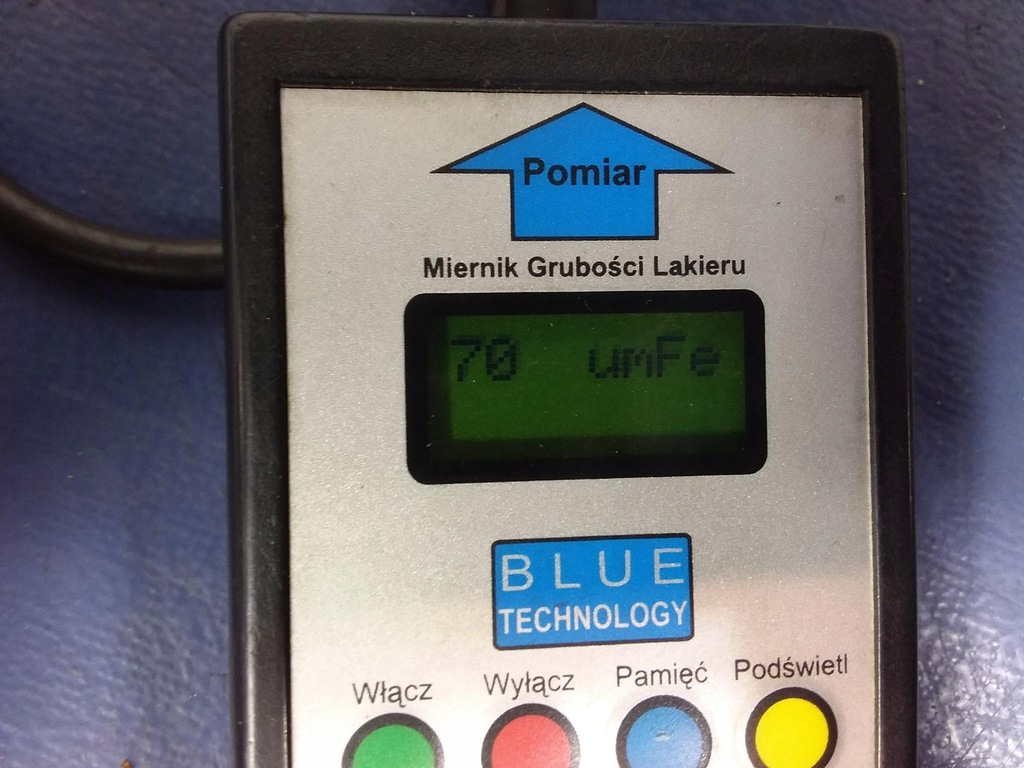 Pomiar
Miernik Grubości Lakieru
70 umFe
BLUE
TECHNOLOGY
Włącz Wyłącz Pamięć Podświetl